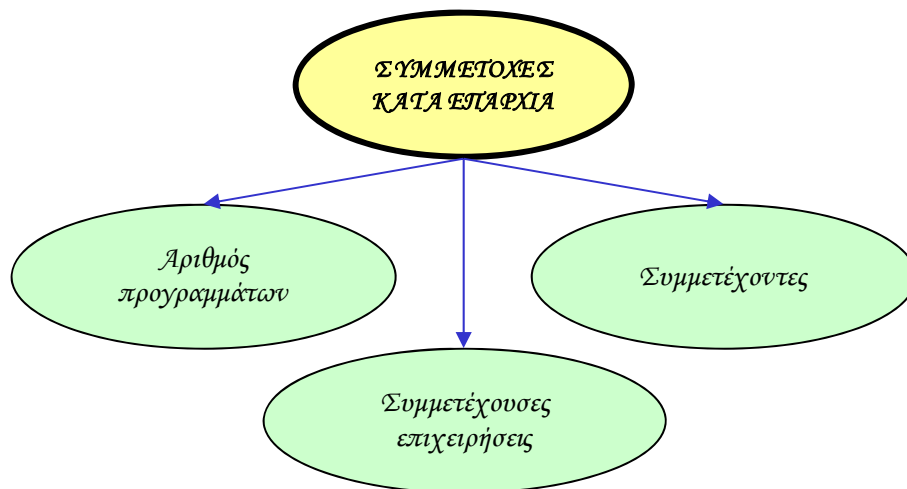 ΣΥΜΜΕΤΟΧΕΣ
ΚΑΤΑ ΕΠΑΡΧΙΑ
Αριθμός
προγραμμάτων
Συμμετέχοντες
Συμμετέχουσες
επιχειρήσεις